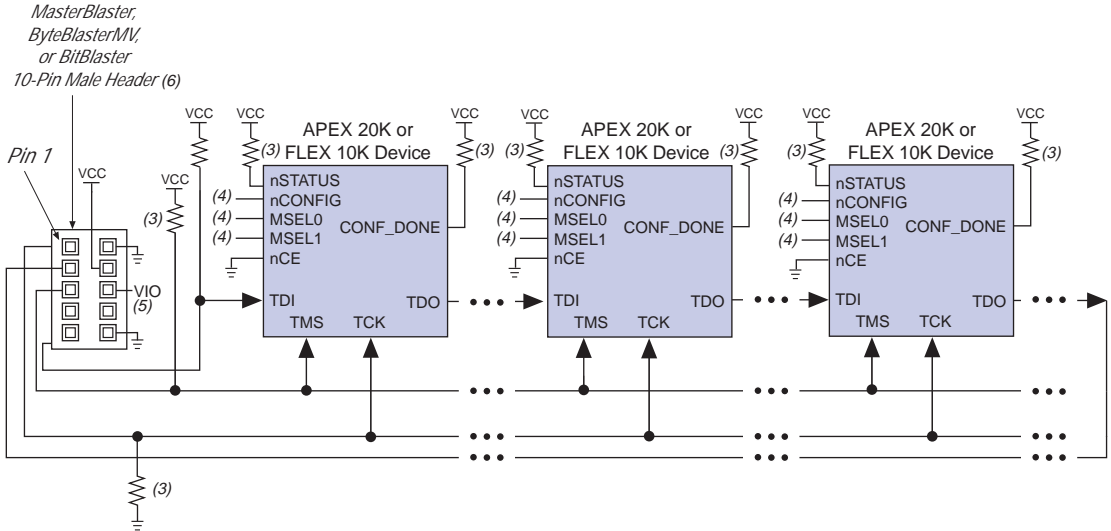 MasterBlaster,
ByteBlasterMV,
or BitBlaster
10-Pin Male Header (6)
Pin 1
VCC
VCC
(3)
VIO
(5)
VCC
VCC
(3)
APEX 20K or
FLEX 10K Device
VCC
(3)
nSTATUS
(4) nCONFIG
(4) MSEL0
(4) MSEL1
nCE
CONF_DONE
TDI
TDO
TMS
TCK
VCC
(3)
APEX 20K or
FLEX 10K Device
VCC
(3)
nSTATUS
(4) nCONFIG
(4) MSEL0
(4) MSEL1
nCE
CONF_DONE
TDI
TDO
TMS
TCK
VCC
(3)
APEX 20K or
FLEX 10K Device
VCC
(3)
nSTATUS
(4) nCONFIG
(4) MSEL0
(4) MSEL1
nCE
CONF_DONE
TDI
TDO
TMS
TCK
(3)